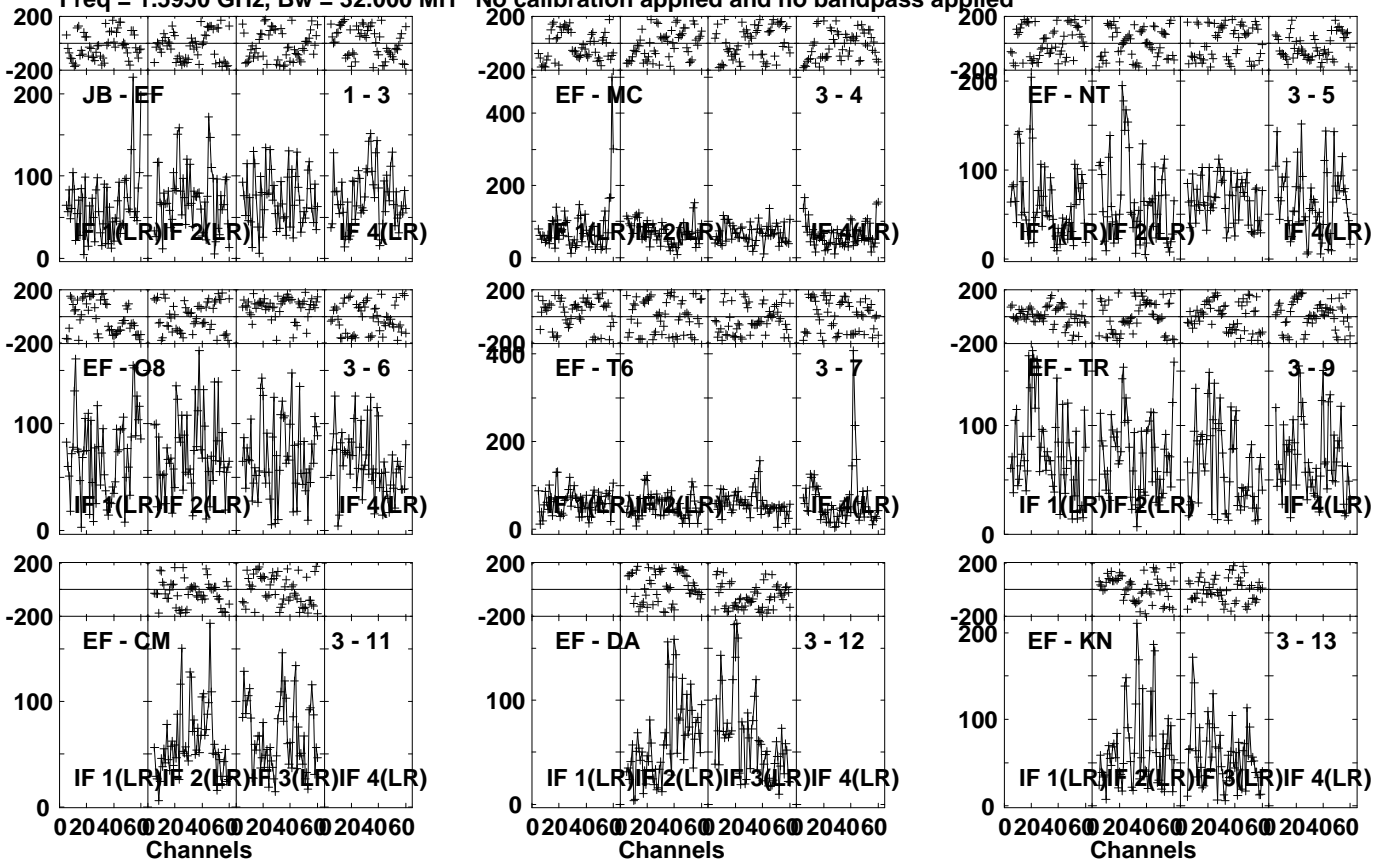 Freq = 1.5950 GHz, Bw = 32.000 MH No calibration applied and no bandpass applied
200
-200
200
100
0
JB - EF 1 - 3
IF 1(LR) IF 2(LR) IF 4(LR)
200
-200
400
200
0
EF - MC 3 - 4
IF 1(LR) IF 2(LR) IF 4(LR)
200
-200
200
100
0
EF - NT 3 - 5
IF 1(LR) IF 2(LR) IF 4(LR)
200
-200
100
0
EF - O8 3 - 6
IF 1(LR) IF 2(LR) IF 4(LR)
200
-200
400
200
0
EF - T6 3 - 7
IF 1(LR) IF 2(LR) IF 4(LR)
200
-200
100
0
EF - TR 3 - 9
IF 1(LR) IF 2(LR) IF 4(LR)
200
-200
100
0
EF - CM 3 - 11
IF 1(LR) IF 2(LR) IF 3(LR) IF 4(LR)
0 20 40 60 0 20 40 60 0 20 40 60 0 20 40 60
Channels
200
-200
100
0
EF - DA 3 - 12
IF 1(LR) IF 2(LR) IF 3(LR) IF 4(LR)
0 20 40 60 0 20 40 60 0 20 40 60 0 20 40 60
Channels
200
-200
200
100
0
EF - KN 3 - 13
IF 1(LR) IF 2(LR) IF 3(LR) IF 4(LR)
0 20 40 60 0 20 40 60 0 20 40 60 0 20 40 60
Channels